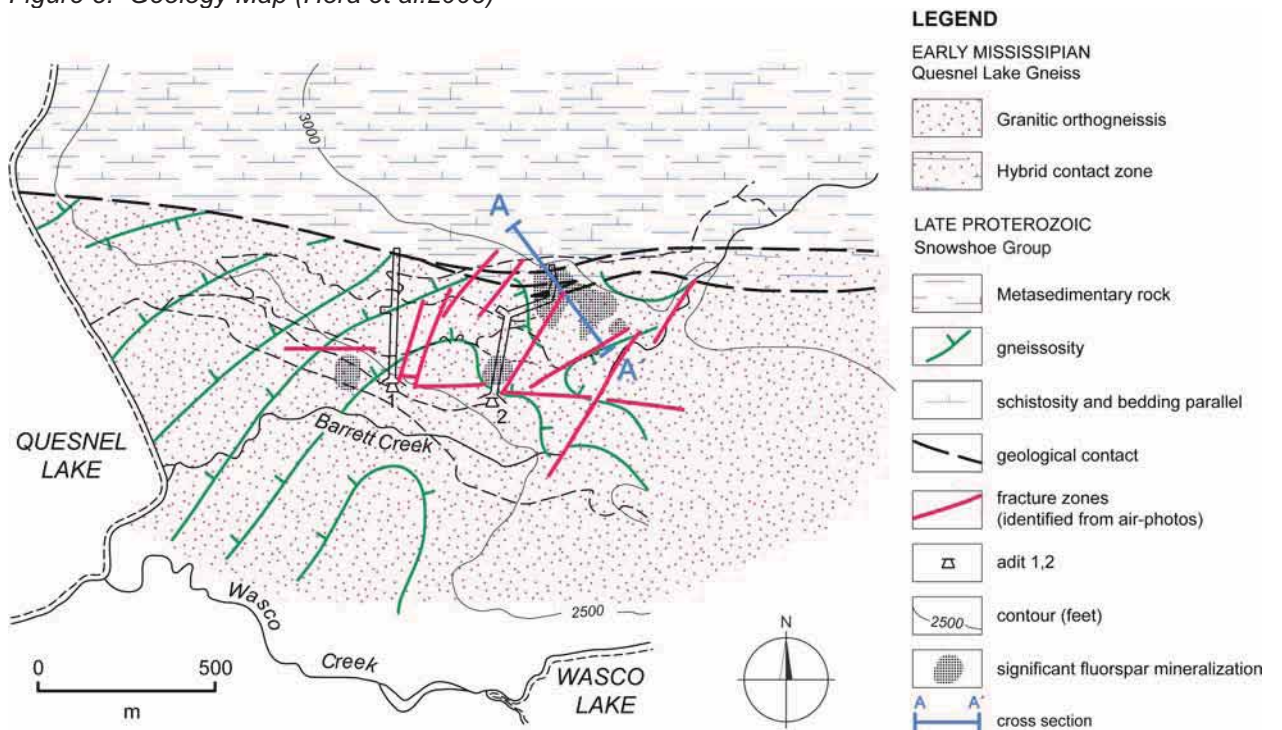 Figure Geology Map (Hora et al.2008)
3000
A
A
1
2
Barrett Creek
QUESNEL
LAKE
Wasco
Creek
2500
WASCO
LAKE
0 500
m
N
LEGEND
EARLY MISSISSIPIAN
Quesnel Lake Gneiss
Granitic orthogneissis
Hybrid contact zone
LATE PROTEROZOIC
Snowshoe Group
Metasedimentary rock
gneissosity
schistosity and bedding parallel
geological contact
fracture zones
(identified from air-photos)
adit 1,2
2500 contour (feet)
significant fluorspar mineralization
A A' cross section